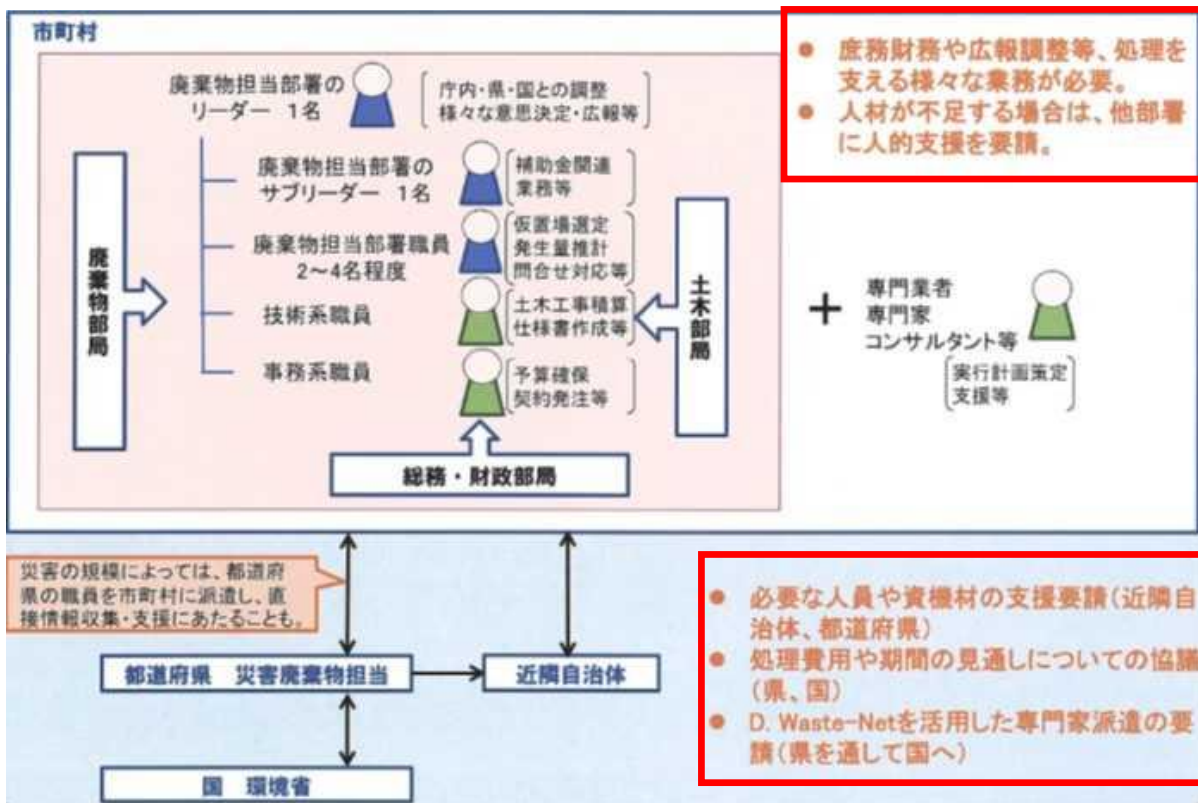 市町村
廃棄物担当部署の
リーダー 1名
庁内・県・国との調整
様々な意思決定・広報等
廃棄物担当部署の
サブリーダー 1名
補助金関連
業務等
廃棄物担当部署職員
2~4名程度
仮置場選定
発生量推計
問合せ対応等
技術系職員
土木工事積算
仕様書作成等
事務系職員
予算確保
契約発注等
廃棄物部局
土木部局
総務・財政部局
● 庶務財務や広報調整等、処理を
支える様々な業務が必要。
● 人材が不足する場合は、他部署
に人的支援を要請。
+
専門業者
専門家
コンサルタント等
実行計画策定
支援等
災害の規模によっては、都道府
県の職員を市町村に派遣し、直
接情報収集・支援にあたることも。
都道府県 災害廃棄物担当
近隣自治体
国 環境省
● 必要な人員や資機材の支援要請(近隣自
治体、都道府県)
● 処理費用や期間の見通しについての協議
(県、国)
● D. Waste-Netを活用した専門家派遣の要
請(県を通して国へ)